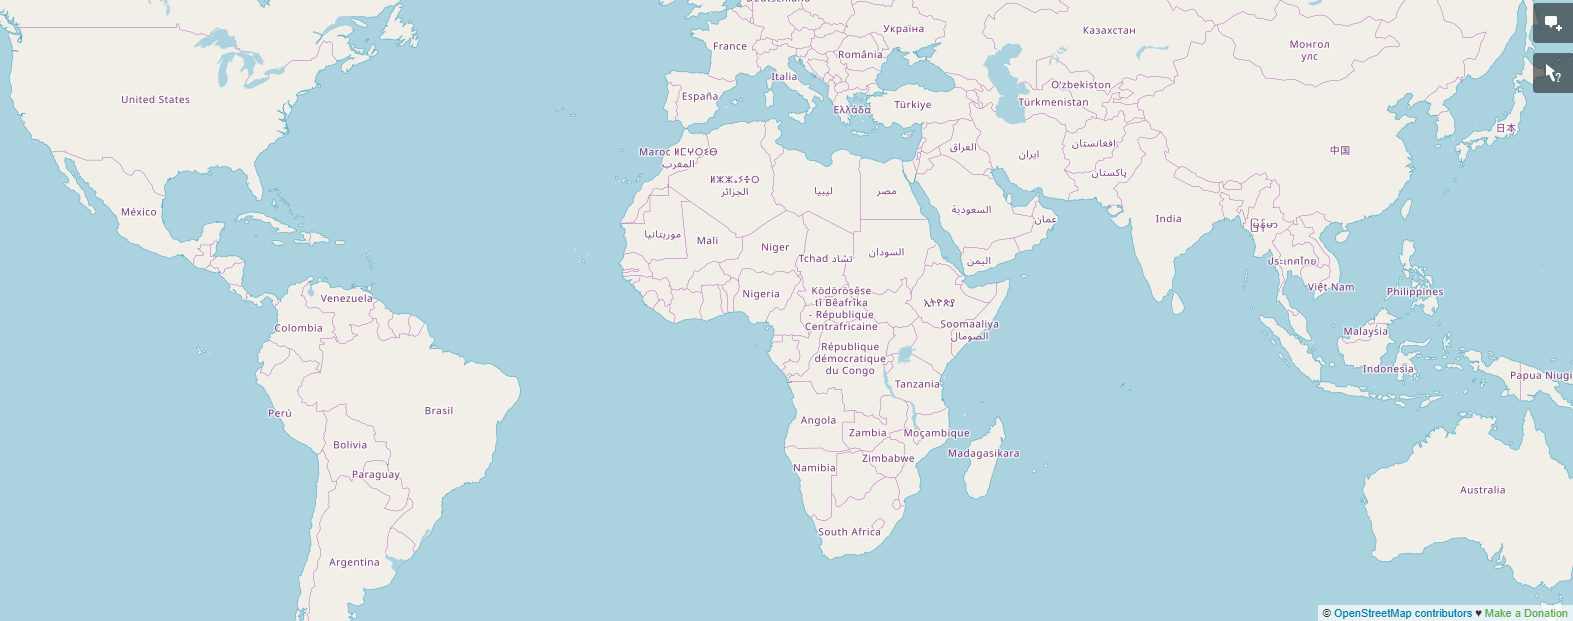 Deutschland
Україна
Казахстан
France
Монгол
улс
România
Italia
O'zbekiston
España
United States
Türkmenistan
Türkiye
Ελλάδα
日本
افغانستان
العراق
Maroc ⵍⵎⵖⵔⵉⴱ
المغرب
中国
ایران
پاکستان
ⵍⵣⵣⴰⵢⴻⵔ
الجزائر
ليبيا
مصر
México
السعودية
عمان
India
မြန်မာ
موريتانيا
Mali
Niger
السودان
Tchad تشاد
اليمن
ประเทศไทย
Việt Nam
Venezuela
Nigeria
Ködörösêse
tî Bêafrîka
- République
Centrafricaine
ኢትዮጵያ
Philippines
Colombia
Soomaaliya
الصومال
Malaysia
République
démocratique
du Congo
Indonesia
Papua Niugi
Tanzania
Perú
Brasil
Angola
Zambia
Moçambique
Bolivia
Madagasikara
Zimbabwe
Namibia
Paraguay
Australia
South Africa
Argentina
© OpenStreetMap contributors ♥ Make a Donation